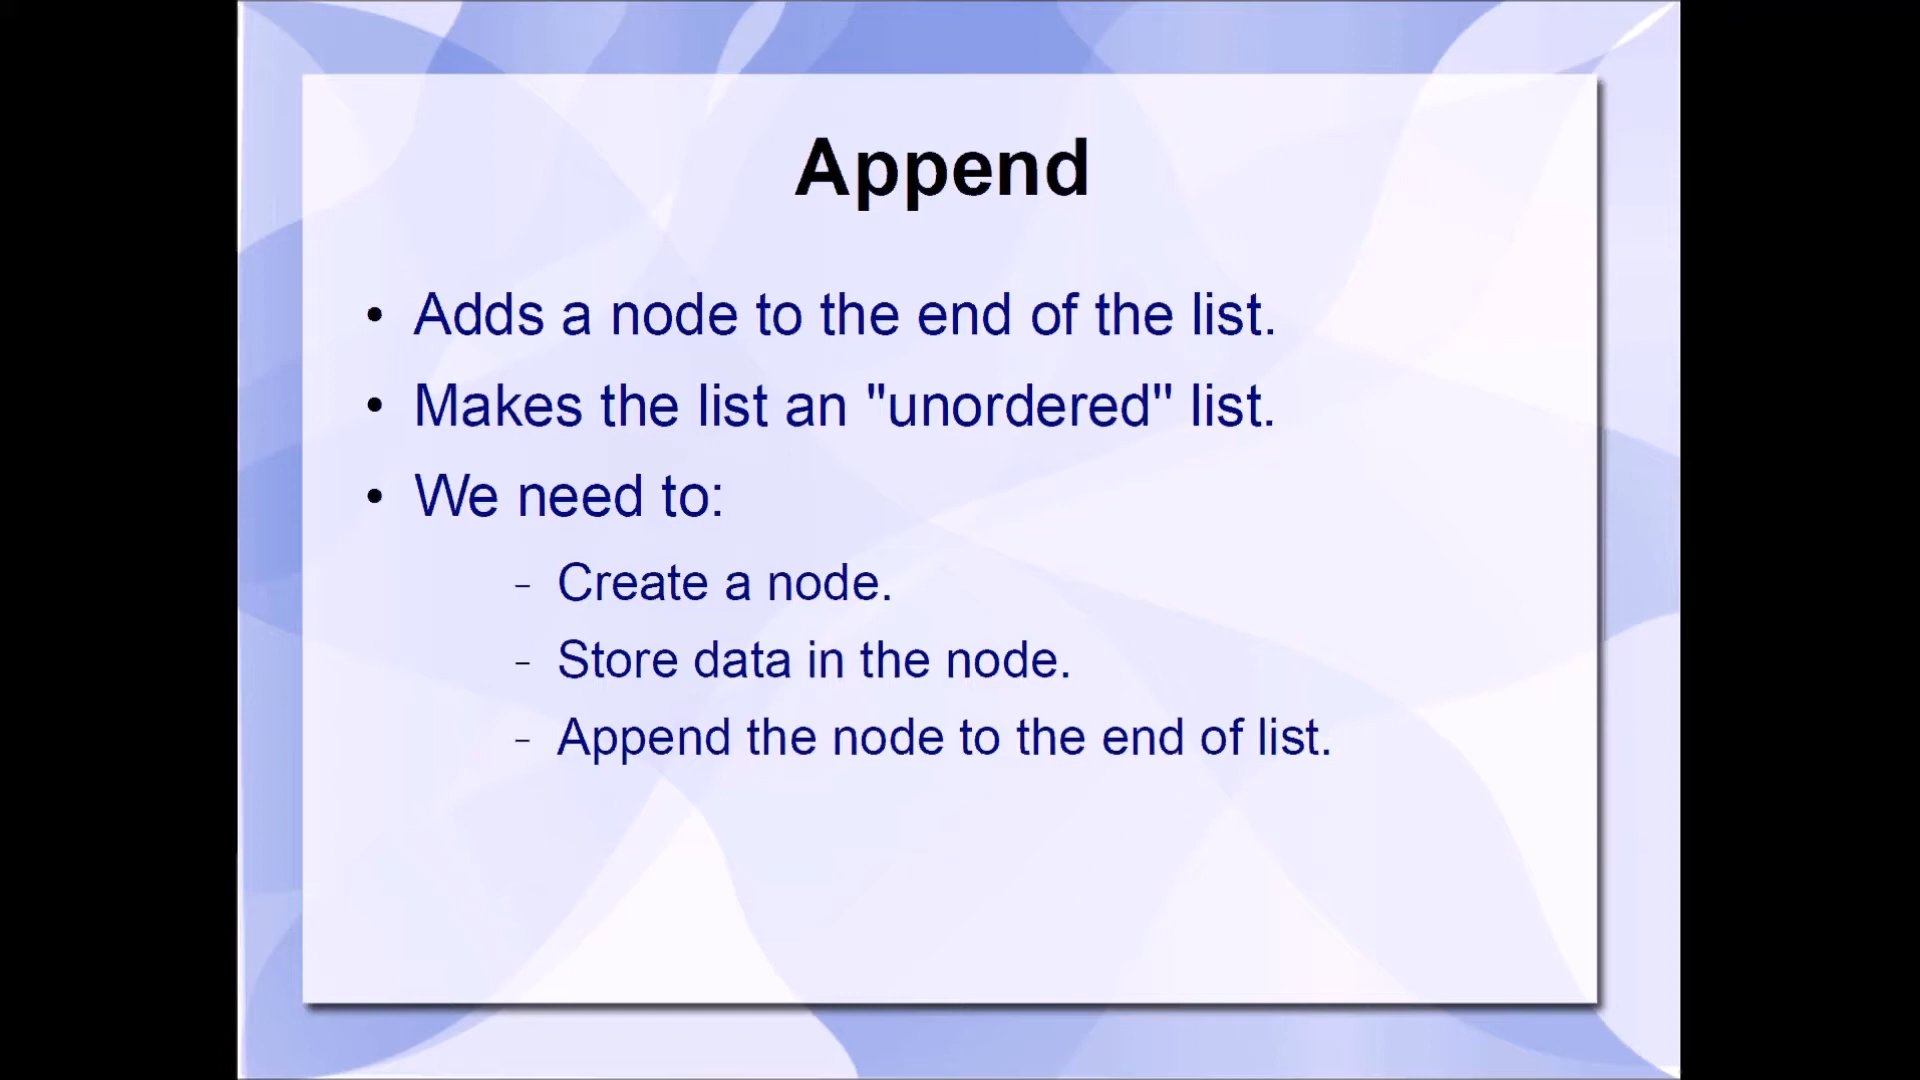 Append
• Adds a node to the end of the list.
• Makes the list an "unordered" list.
• We need to:
– Create a node.
– Store data in the node.
– Append the node to the end of list.